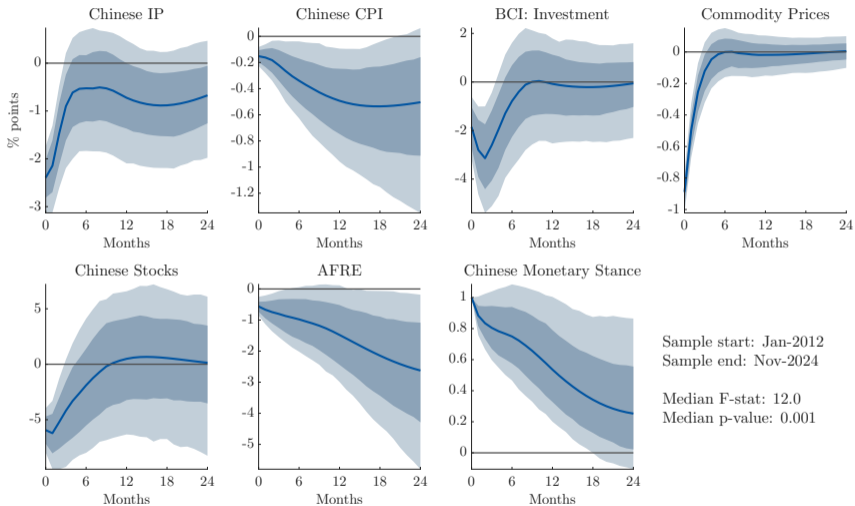 Chinese IP
Chinese CPI
BCI: Investment
Commodity Prices
% points
0
-1
-2
-3
0 6 12 18 24
Months
0
-0.2
-0.4
-0.6
-0.8
-1
-1.2
0 6 12 18 24
Months
2
0
-2
-4
0 6 12 18 24
Months
0
-0.2
-0.4
-0.6
-0.8
-1
0 6 12 18 24
Months
Chinese Stocks
AFRE
Chinese Monetary Stance
5
0
-5
0 6 12 18 24
Months
0
-1
-2
-3
-4
-5
0 6 12 18 24
Months
1
0.8
0.6
0.4
0.2
0
0 6 12 18 24
Months
Sample start: Jan-2012
Sample end: Nov-2024
Median F-stat: 12.0
Median p-value: 0.001